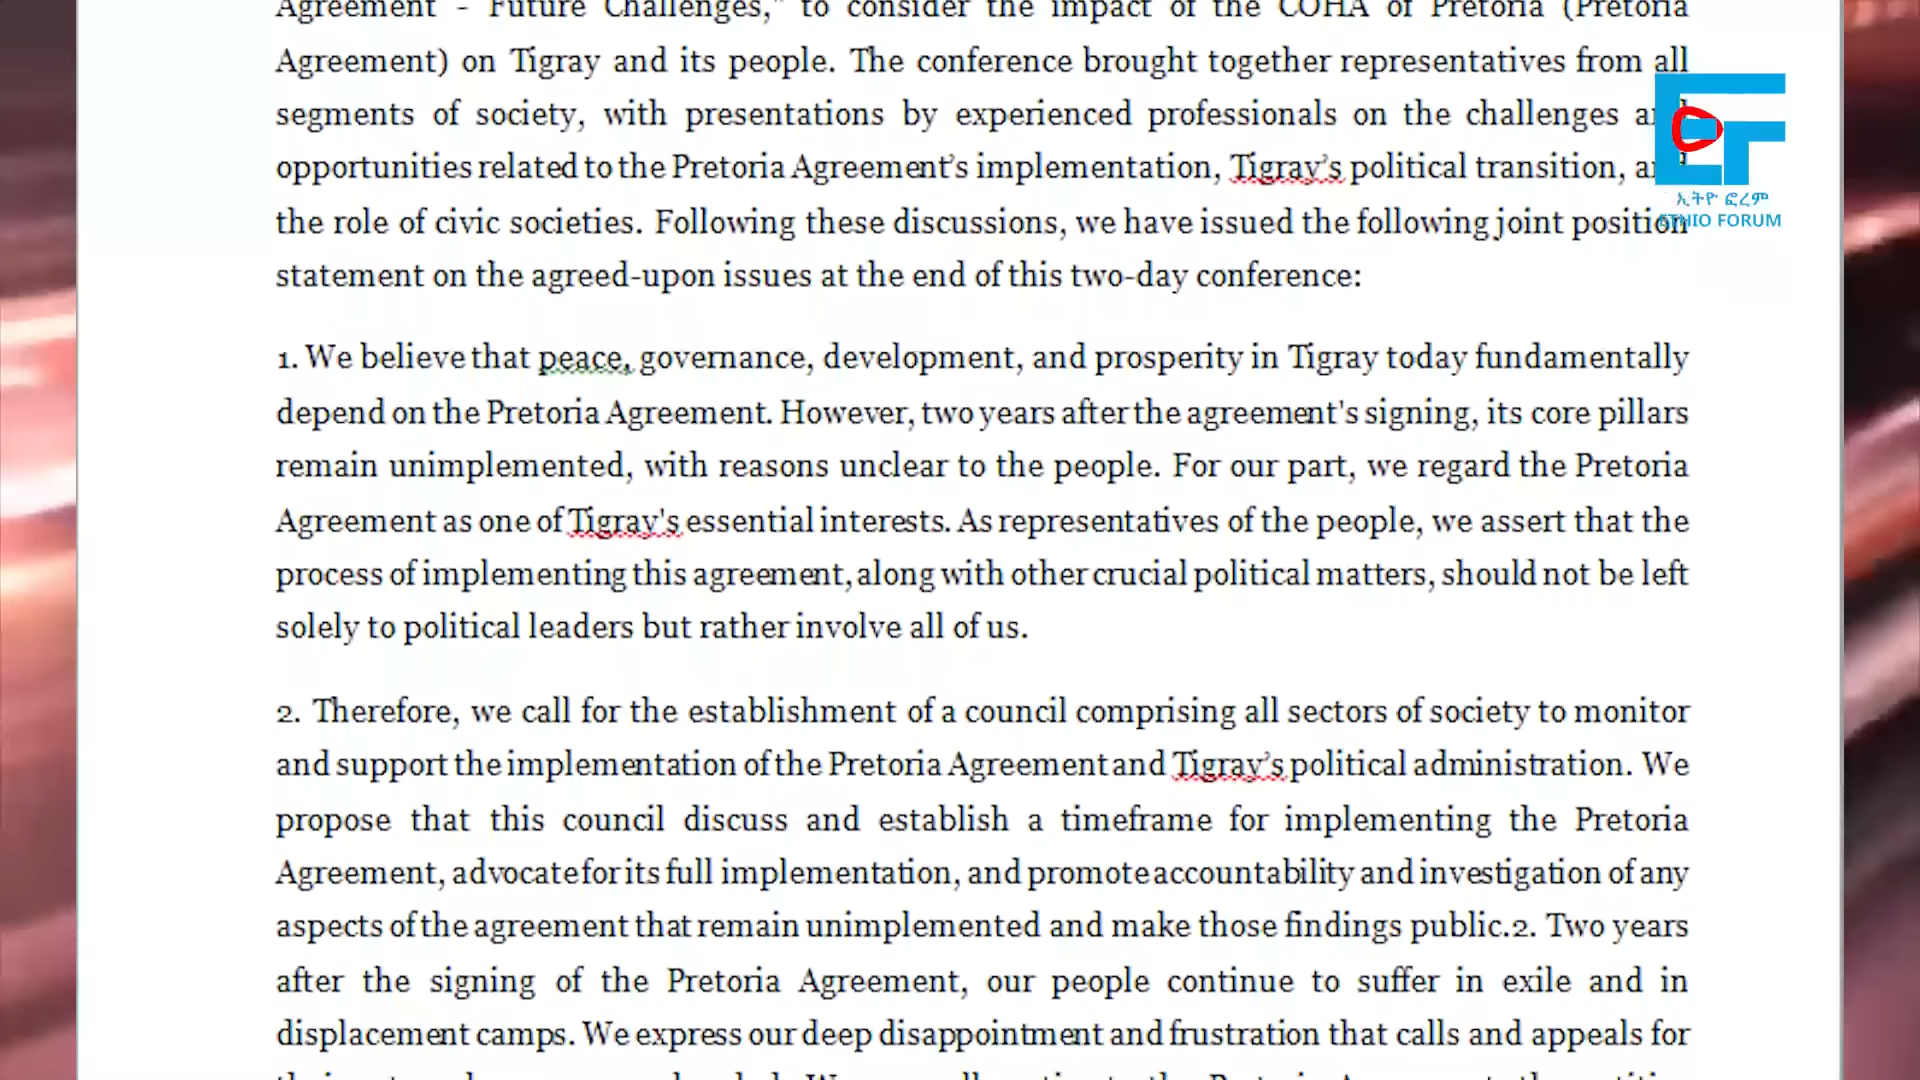 Agreement - Future Challenges," to consider the impact of the COHA of Pretoria (Pretoria
Agreement) on Tigray and its people. The conference brought together representatives from all
segments of society, with presentations by experienced professionals on the challenges and
opportunities related to the Pretoria Agreement's implementation, Tigray's political transition, and
the role of civic societies. Following these discussions, we have issued the following joint position
statement on the agreed-upon issues at the end of this two-day conference:
1. We believe that peace, governance, development, and prosperity in Tigray today fundamentally
depend on the Pretoria Agreement. However, two years after the agreement's signing, its core pillars
remain unimplemented, with reasons unclear to the people. For our part, we regard the Pretoria
Agreement as one of Tigray's essential interests. As representatives of the people, we assert that the
process of implementing this agreement, along with other crucial political matters, should not be left
solely to political leaders but rather involve all of us.
2. Therefore, we call for the establishment of a council comprising all sectors of society to monitor
and support the implementation of the Pretoria Agreement and Tigray's political administration. We
propose that this council discuss and establish a timeframe for implementing the Pretoria
Agreement, advocate for its full implementation, and promote accountability and investigation of any
aspects of the agreement that remain unimplemented and make those findings public.2. Two years
after the signing of the Pretoria Agreement, our people continue to suffer in exile and in
displacement camps. We express our deep disappointment and frustration that calls and appeals for
EF
ኢትዮ ፎረም
ETHIO FORUM